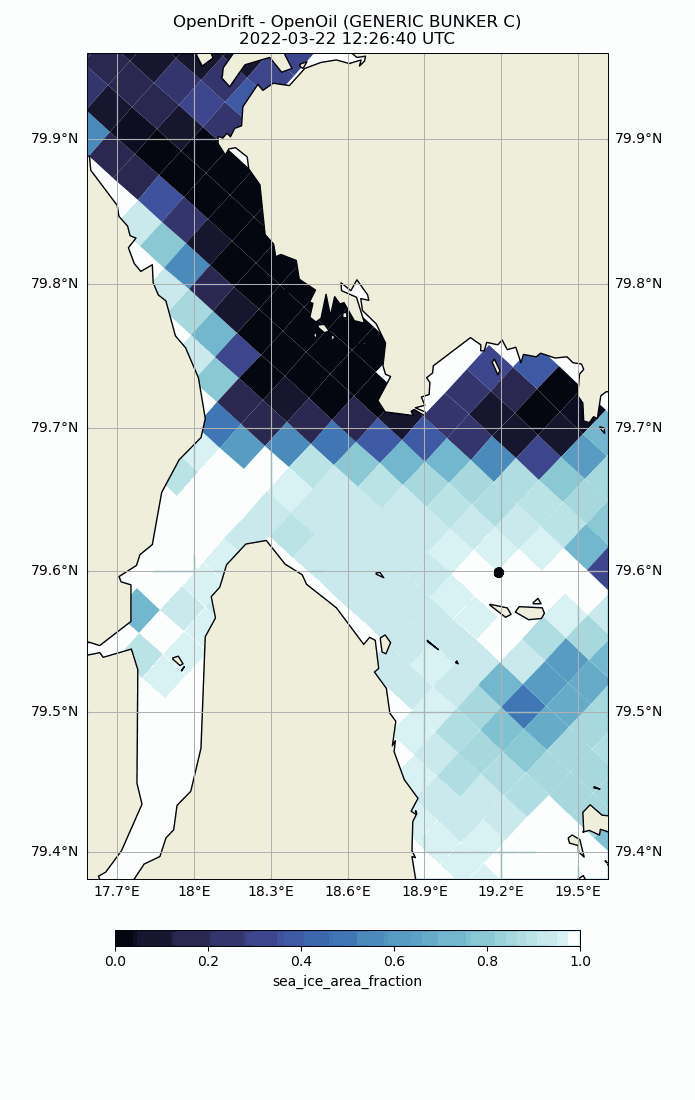 OpenDrift - OpenOil (GENERIC BUNKER C)
2022-03-22 12:26:40 UTC
79.9°N 79.9°N
79.8°N 79.8°N
79.7°N 79.7°N
79.6°N 79.6°N
79.5°N 79.5°N
79.4°N 79.4°N
17.7°E 18°E 18.3°E 18.6°E 18.9°E 19.2°E 19.5°E
0.0 0.2 0.4 0.6 0.8 1.0
sea_ice_area_fraction